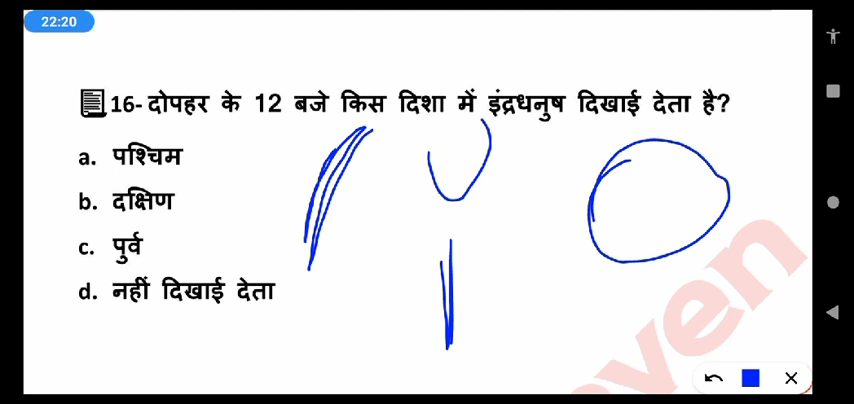 22:20
16- दोपहर के 12 बजे किस दिशा में इंद्रधनुष दिखाई देता है?
a. पश्चिम
b. दक्षिण
c. पुर्व
d. नहीं दिखाई देता